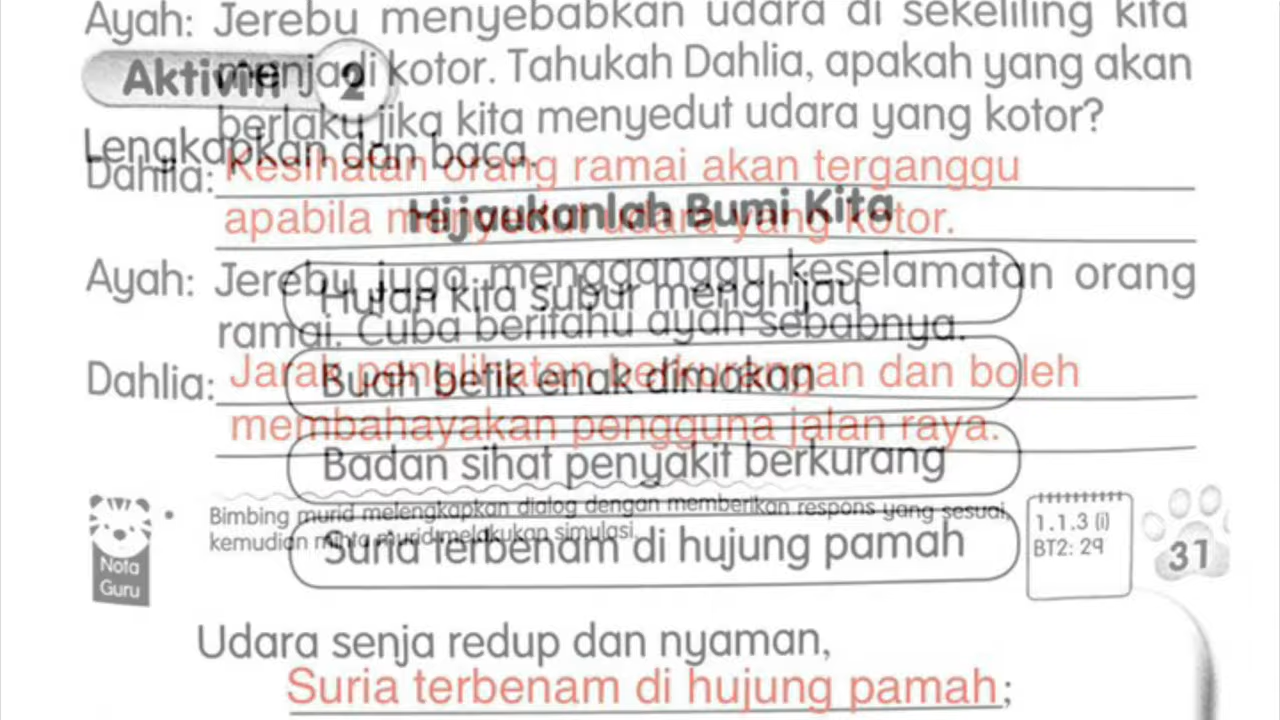 Ayah: Jerebu menyebabkan udara di sekeliling kita
menjadi kotor. Tahukah Dahlia, apakah yang akan
berlaku jika kita menyedut udara yang kotor?
Dahlia: Kesihatan orang ramai akan terganggu
apabila menyedut udara yang kotor.
Ayah: Jerebu juga mengganggu keselamatan orang
ramai. Cuba beritahu ayah sebabnya.
Dahlia: Jarak penglihatan berkurangan dan boleh
membahayakan pengguna jalan raya.
• Bimbing murid melengkapkan dialog dengan memberikan respons yang sesuai,
kemudian minta murid melakukan simulasi.
Nota
Guru
1.1.3 (i)
BT2: 29
31
Aktiviti 2
Lengkapkan dan baca.
Hijaukanlah Bumi Kita
Hutan kita subur menghijau
Buah betik enak dimakan
Badan sihat penyakit berkurang
Suria terbenam di hujung pamah
Udara senja redup dan nyaman,
Suria terbenam di hujung pamah;